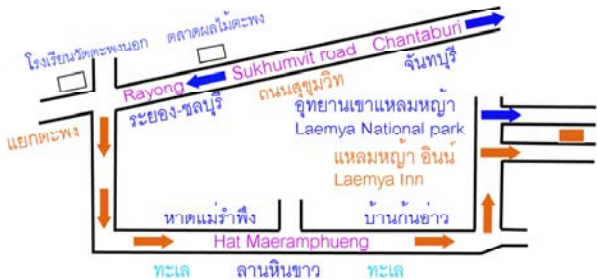 โรงเรียนวัดตะพงนอก
ตลาดผลไม้ตะพง
Rayong Sukhumvit road Chantaburi
ระยอง-ชลบุรี ถนนสุขุมวิท จันทบุรี
แยกตะพง
อุทยานเขาแหลมหญ้า
Laemya National park
แหลมหญ้า อินน์
Laemya Inn
หาดแม่รำพึง บ้านก้นอ่าว
Hat Maeramphueng
ทะเล ลานหินขาว ทะเล